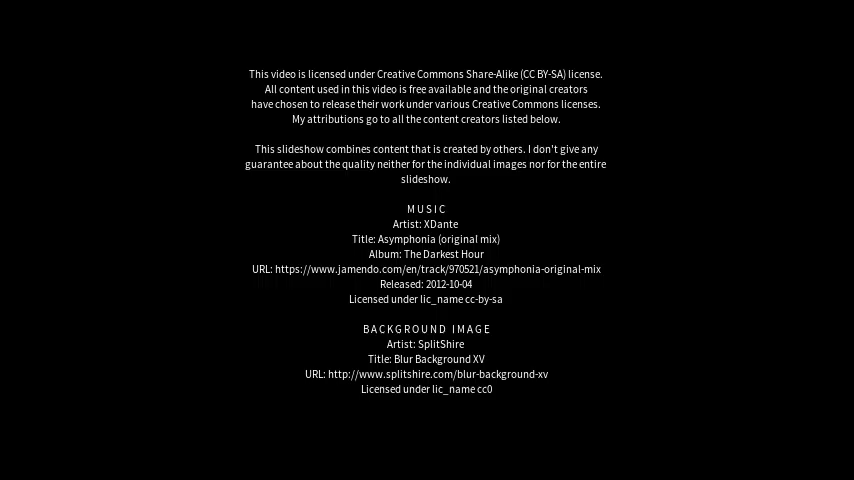 This video is licensed under Creative Commons Share-Alike (CC BY-SA) license.
All content used in this video is free available and the original creators
have chosen to release their work under various Creative Commons licenses.
My attributions go to all the content creators listed below.
This slideshow combines content that is created by others. I don't give any
guarantee about the quality neither for the individual images nor for the entire
slideshow.
MUSIC
Artist: XDante
Title: Asymphonia (original mix)
Album: The Darkest Hour
URL: https://www.jamendo.com/en/track/970521/asymphonia-original-mix
Released: 2012-10-04
Licensed under lic_name cc-by-sa
BACKGROUND IMAGE
Artist: SplitShire
Title: Blur Background XV
URL: http://www.splitshire.com/blur-background-xv
Licensed under lic_name cc0